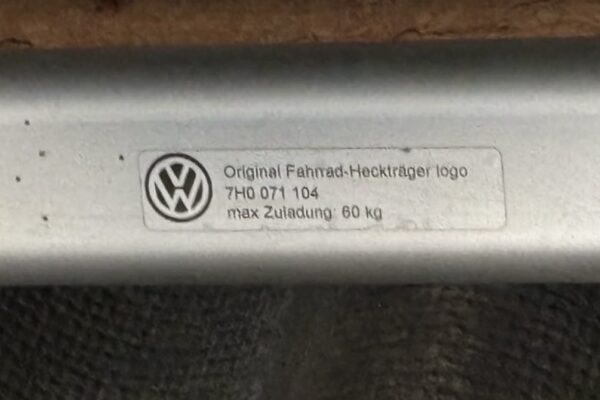 Original Fahrrad-Heckträger logo
7H0 071 104
max Zuladung: 60 kg